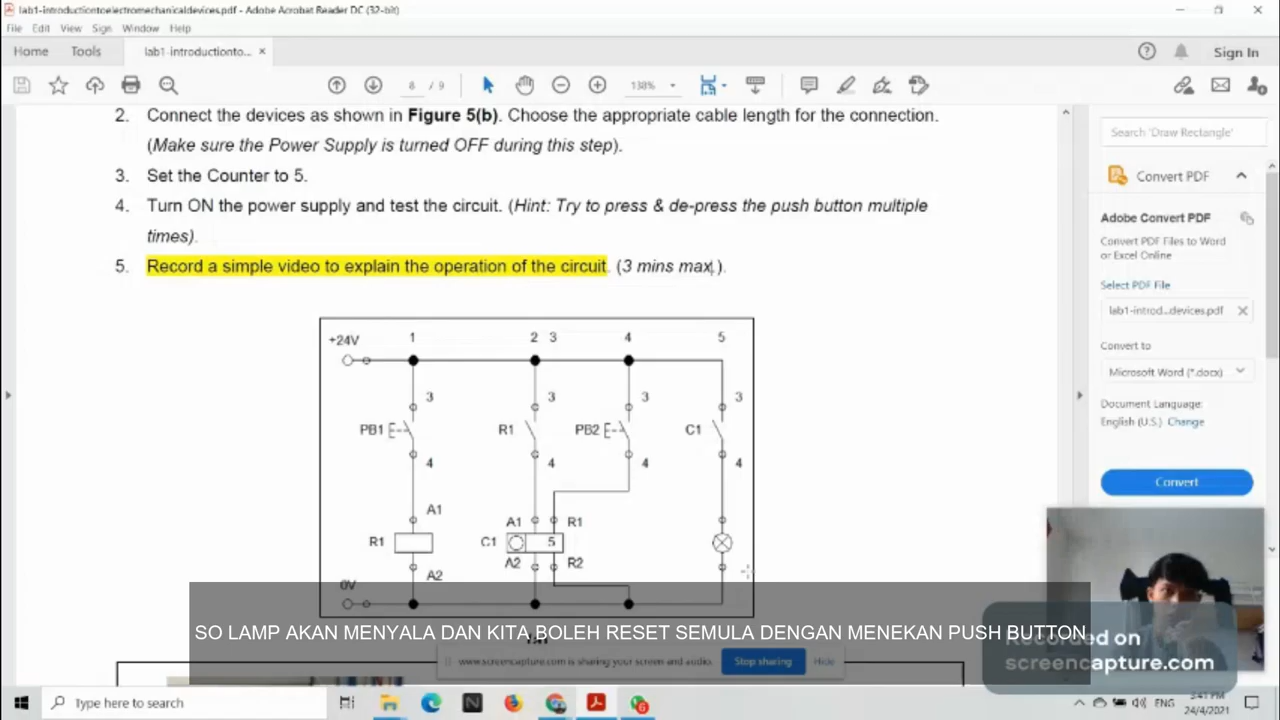 lab1-introductiontoelectromechanicaldevices.pdf - Adobe Acrobat Reader DC (32-bit)
File Edit View Sign Window Help
Home Tools lab1-introductionto... × Sign In
8 / 9 138%
2. Connect the devices as shown in Figure 5(b). Choose the appropriate cable length for the connection.
(Make sure the Power Supply is turned OFF during this step).
3. Set the Counter to 5.
4. Turn ON the power supply and test the circuit. (Hint: Try to press & de-press the push button multiple
times).
5. Record a simple video to explain the operation of the circuit. (3 mins max.).
+24V 1 2 3 4 5
3 3 3 3
PB1 R1 PB2 C1
4 4 4 4
A1 A1 R1
R1 C1 5
A2 A2 R2
0V
Search 'Draw Rectangle'
Convert PDF
Adobe Convert PDF
Convert PDF Files to Word
or Excel Online
Select PDF File
lab1-introd...devices.pdf
Convert to
Microsoft Word (*.docx)
Document Language:
English (U.S.) Change
Convert
SO LAMP AKAN MENYALA DAN KITA BOLEH RESET SEMULA DENGAN MENEKAN PUSH BUTTON
Recorded on
screencapture.com
www.screencapture.com is sharing your screen and audio. Stop sharing Hide
Type here to search
ENG
3:41 PM
24/4/2021